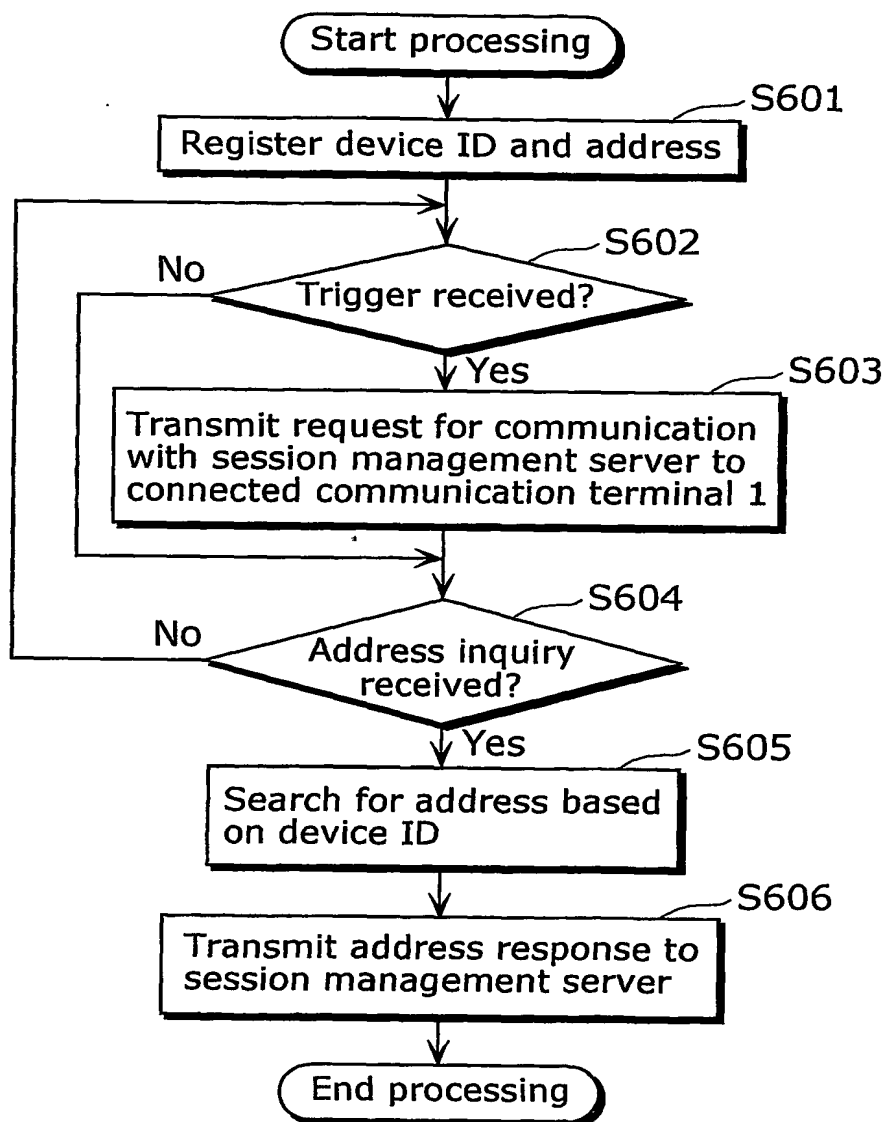 Start processing
S601
Register device ID and address
S602
No
Trigger received?
Yes
S603
Transmit request for communication
with session management server to
connected communication terminal 1
S604
No
Address inquiry
received?
Yes
S605
Search for address based
on device ID
S606
Transmit address response to
session management server
End processing